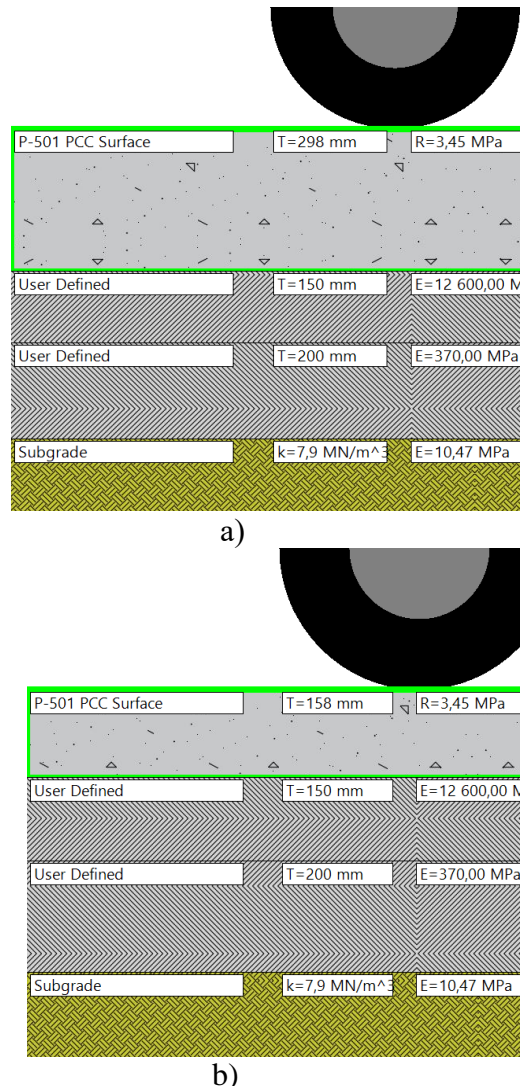 P-501 PCC Surface T=298 mm R=3,45 MPa
User Defined T=150 mm E=12 600,00 M
User Defined T=200 mm E=370,00 MPa
Subgrade k=7,9 MN/m^3 E=10,47 MPa
a)
P-501 PCC Surface T=158 mm R=3,45 MPa
User Defined T=150 mm E=12 600,00 M
User Defined T=200 mm E=370,00 MPa
Subgrade k=7,9 MN/m^3 E=10,47 MPa
b)